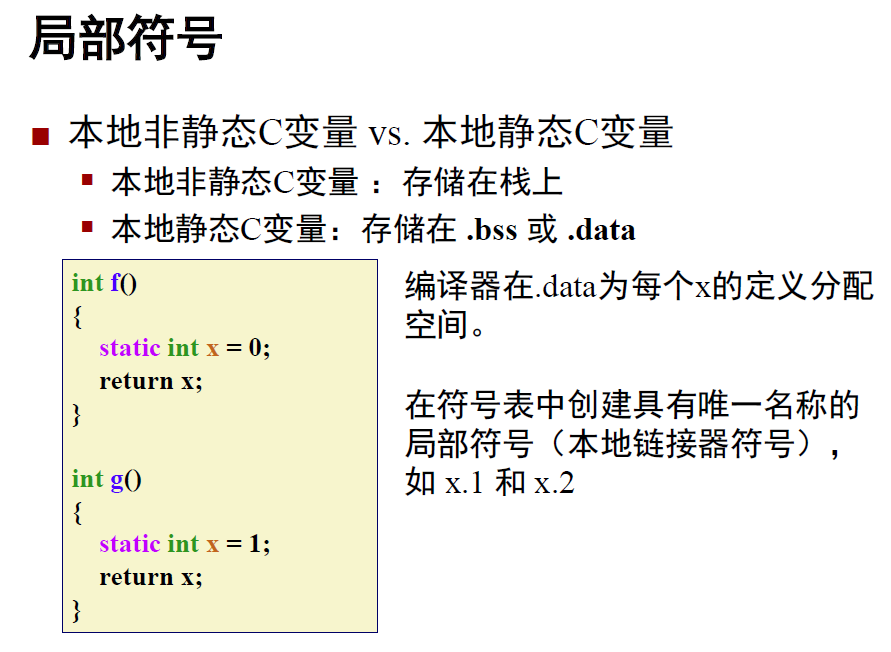 局部符号
本地非静态C变量 vs. 本地静态C变量
本地非静态C变量 ：存储在栈上
本地静态C变量：存储在 .bss 或 .data
int f()
{
    static int x = 0;
    return x;
}
int g()
{
    static int x = 1;
    return x;
}
编译器在.data为每个x的定义分配
空间。
在符号表中创建具有唯一名称的
局部符号（本地链接器符号），
如 x.1 和 x.2